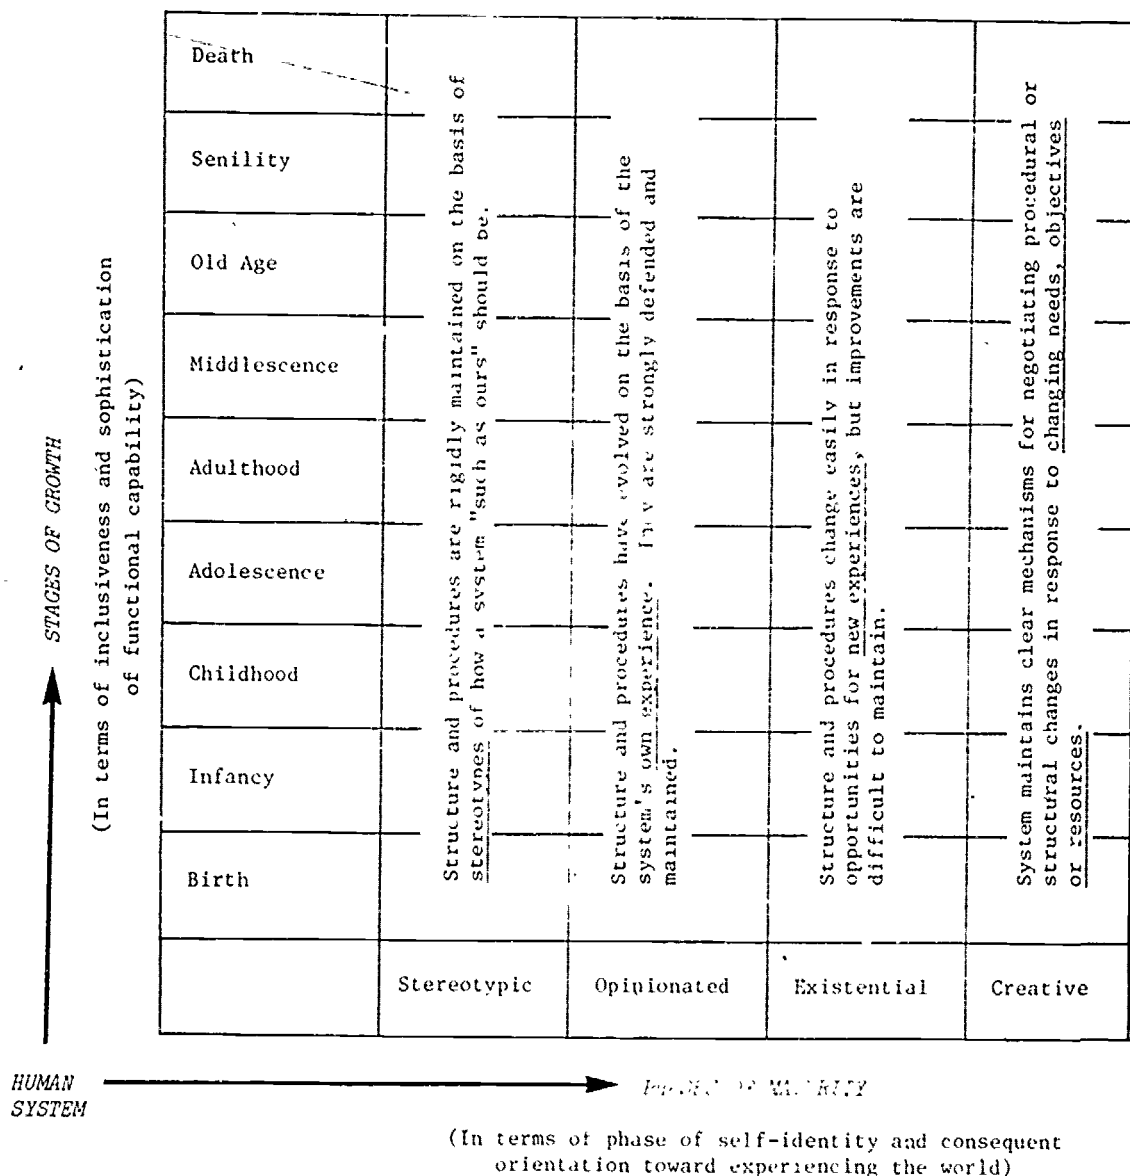 Death
Senility
Old Age
Middlescence
Adulthood
Adolescence
Childhood
Infancy
Birth
STAGES OF GROWTH
(In terms of inclusiveness and sophistication
of functional capability)
Structure and procedures are rigidly maintained on the basis of
stereotypes of how a system "such as ours" should be.
Structure and procedures have evolved on the basis of the
system's own experience. They are strongly defended and
maintained.
Structure and procedures change easily in response to
opportunities for new experiences, but improvements are
difficult to maintain.
System maintains clear mechanisms for negotiating procedural or
structural changes in response to changing needs, objectives
or resources.
Stereotypic
Opinionated
Existential
Creative
HUMAN
SYSTEM
(In terms of phase of self-identity and consequent
orientation toward experiencing the world)